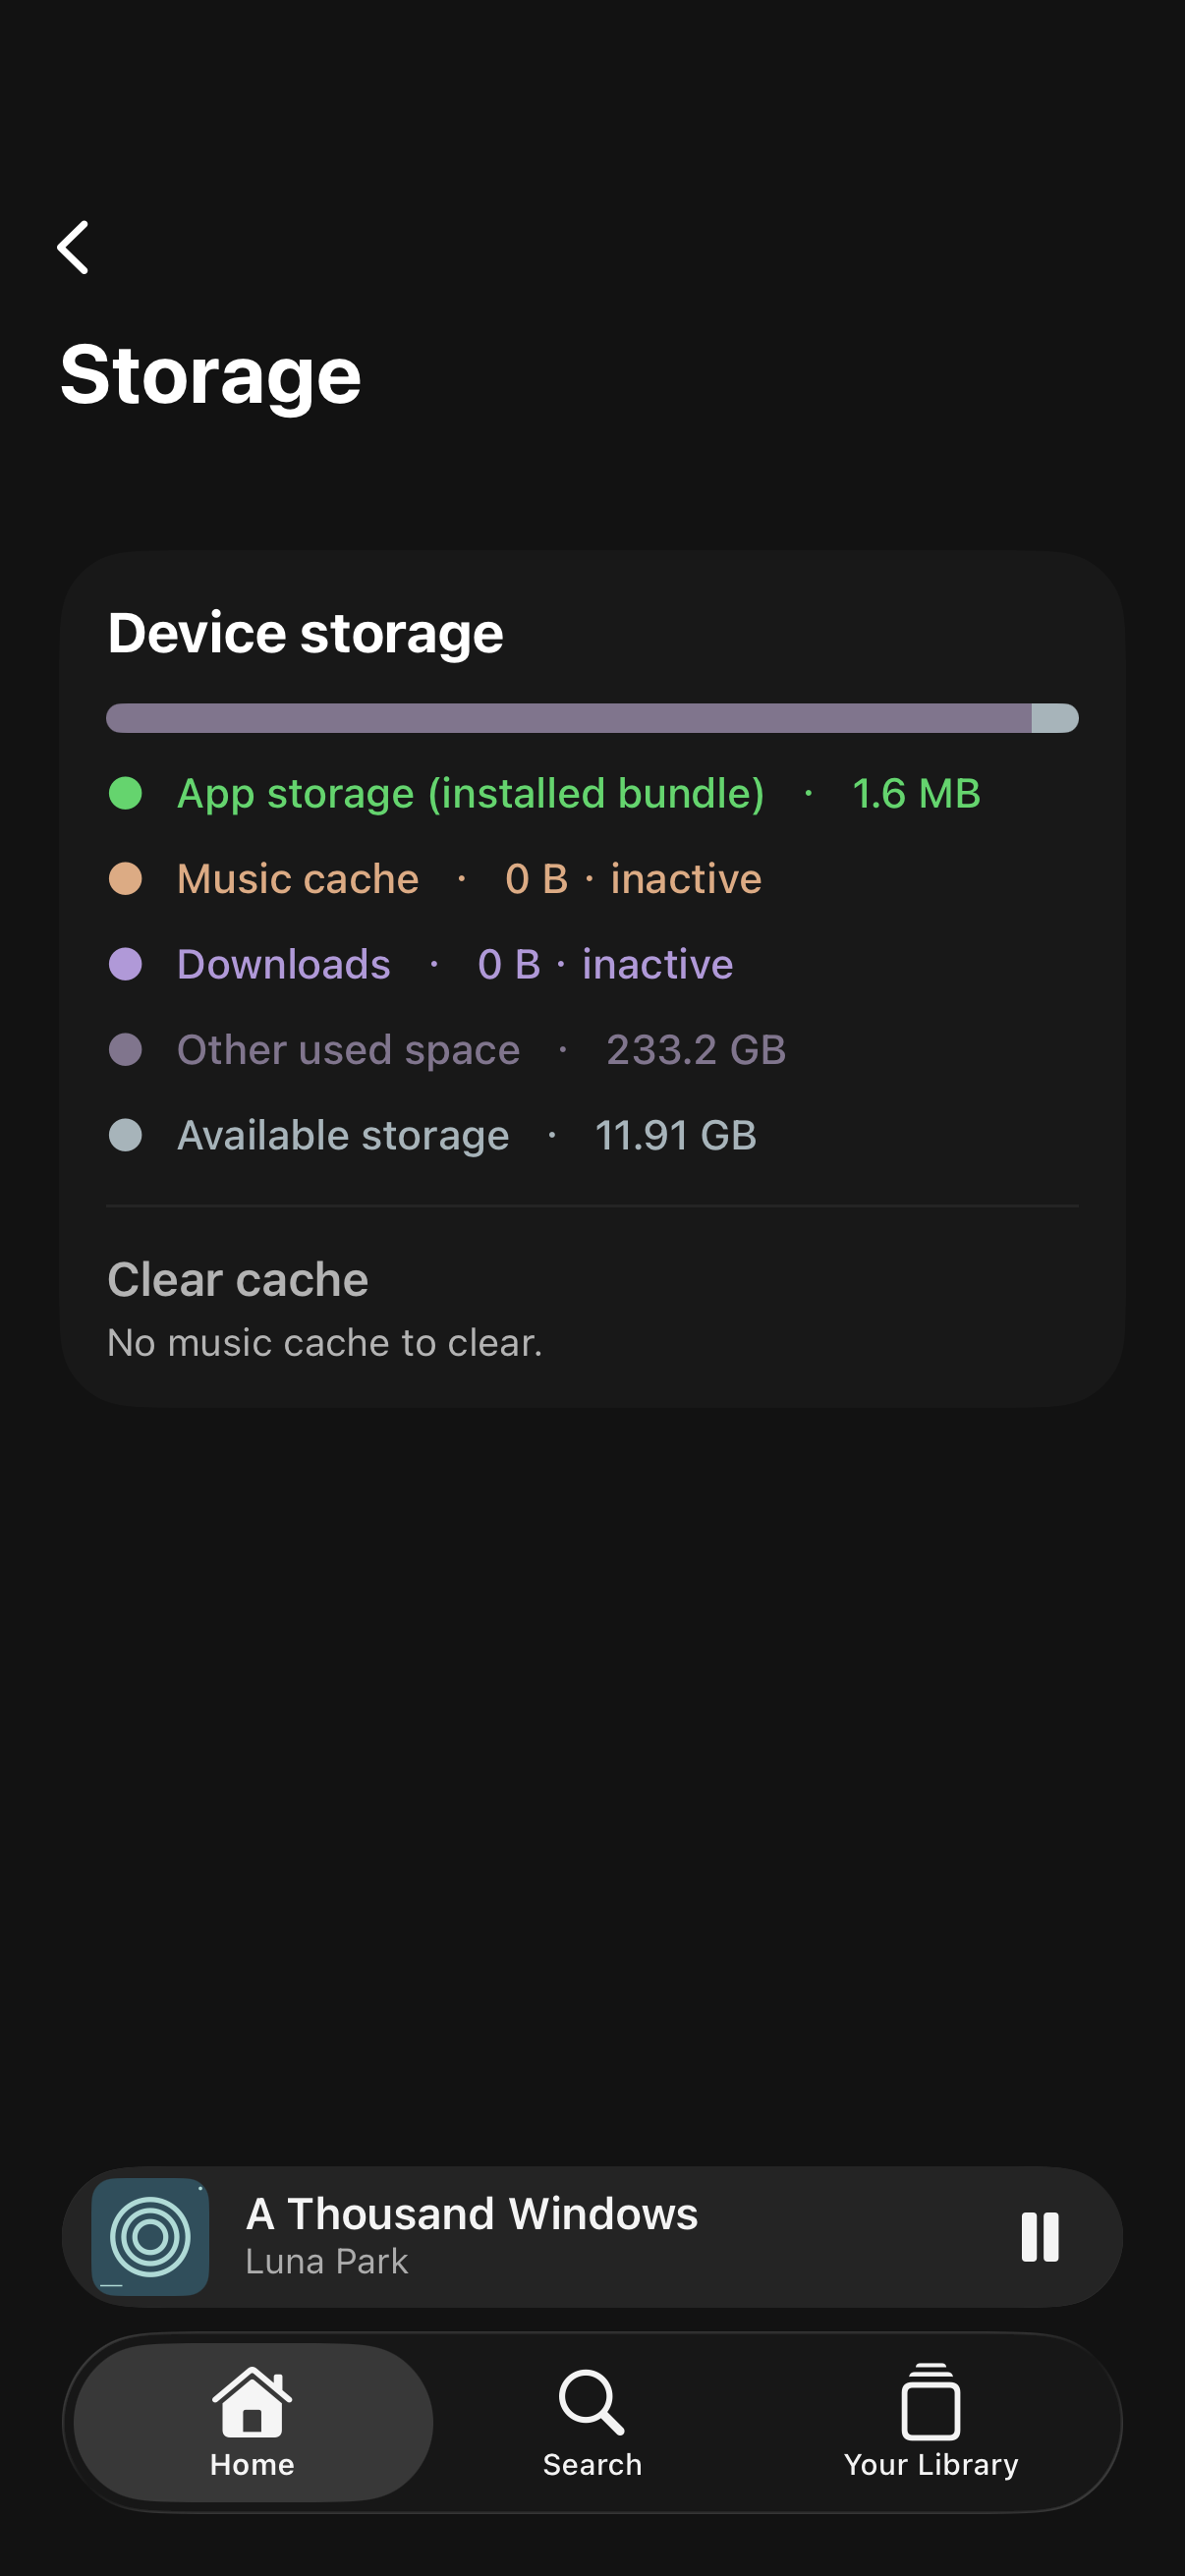 Storage
Device storage
App storage (installed bundle) · 1.6 MB
Music cache · 0 B · inactive
Downloads · 0 B · inactive
Other used space · 233.2 GB
Available storage · 11.91 GB
Clear cache
No music cache to clear.
A Thousand Windows
Luna Park
Home
Search
Your Library